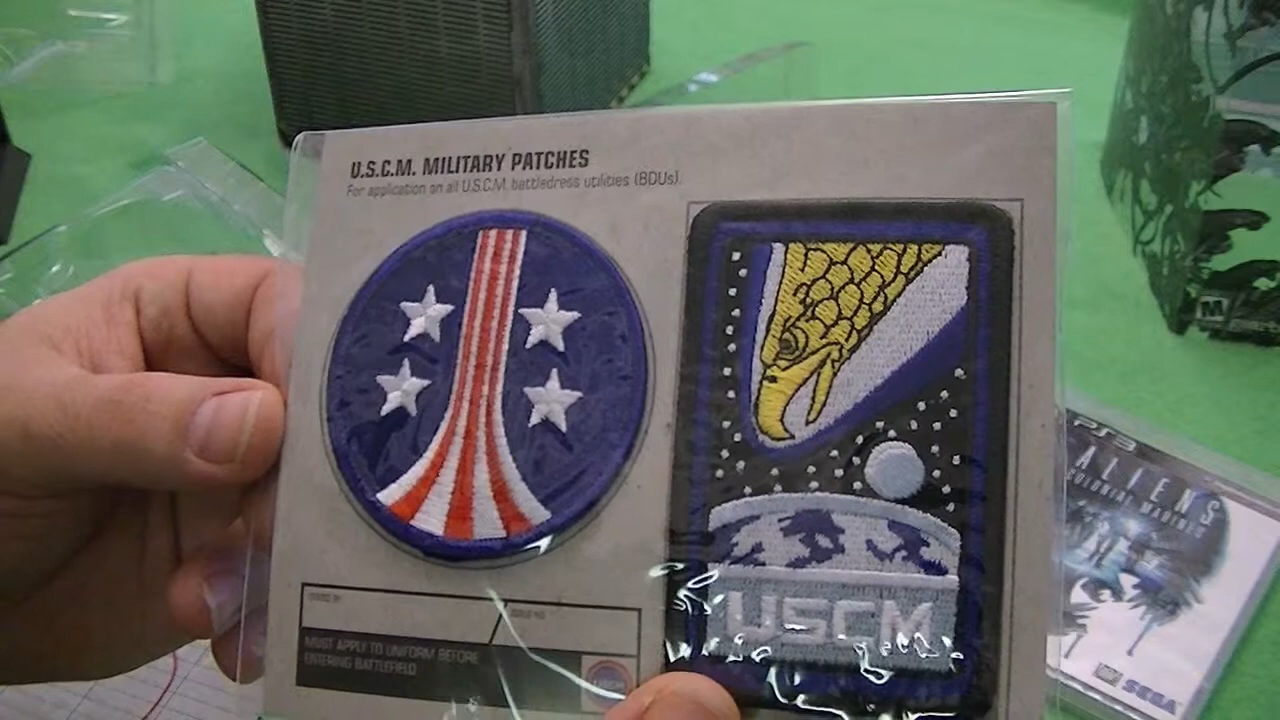 U.S.C.M. MILITARY PATCHES
For application on all U.S.C.M. battledress utilities (BDUs).
USCM
MUST APPLY TO UNIFORM BEFORE
ENTERING BATTLEFIELD
M
PS3
ALIENS
COLONIAL MARINES
SEGA